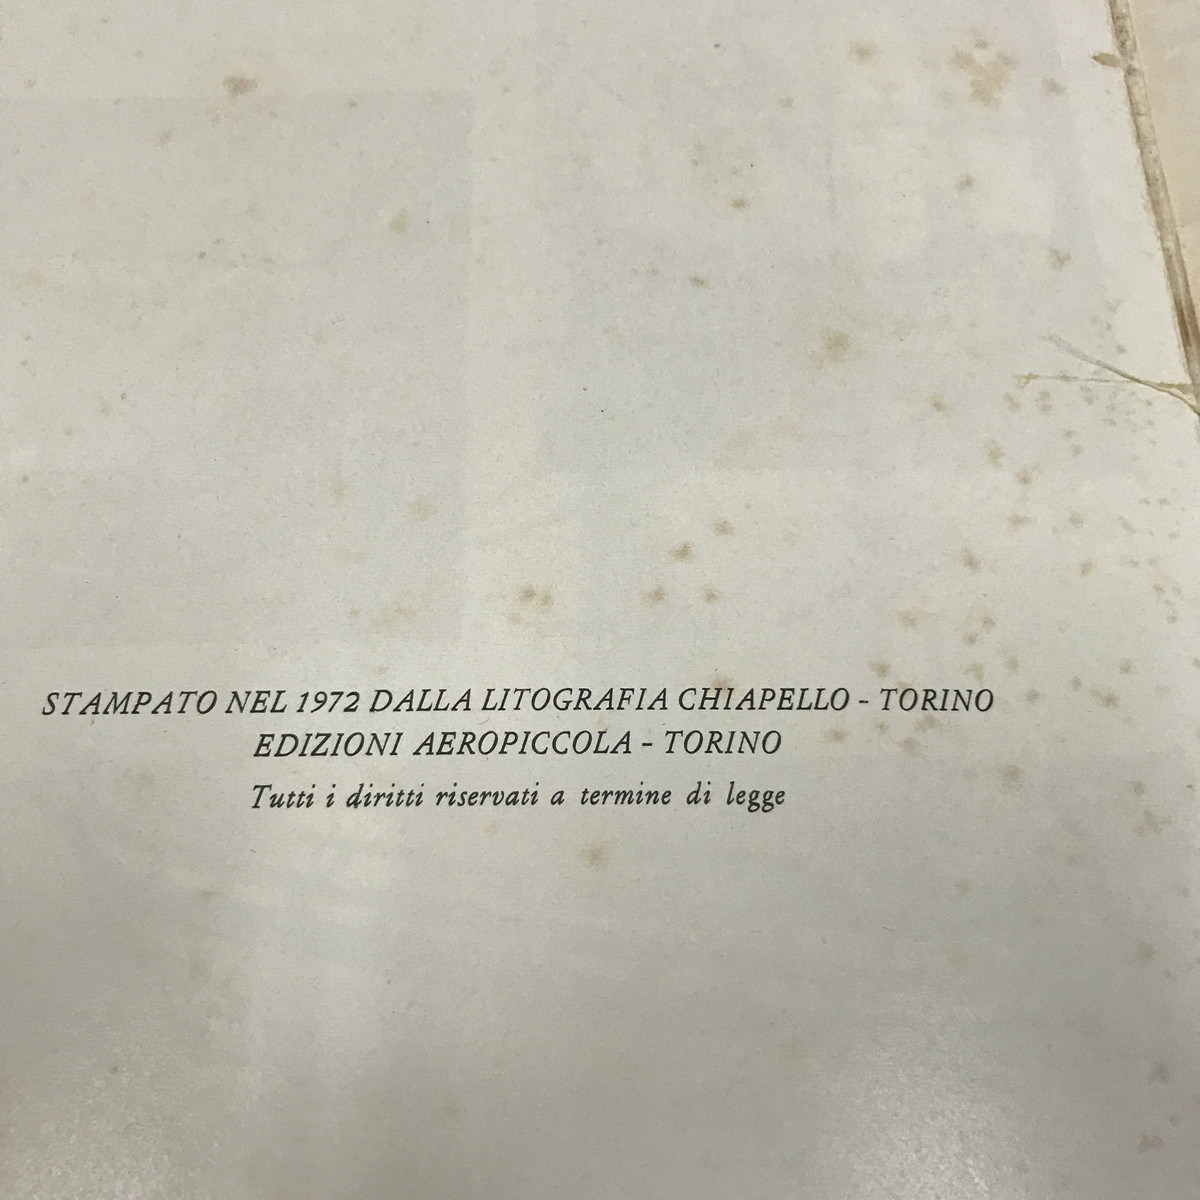 STAMPATO NEL 1972 DALLA LITOGRAFIA CHIAPELLO - TORINO
EDIZIONI AEROPICCOLA - TORINO
Tutti i diritti riservati a termine di legge